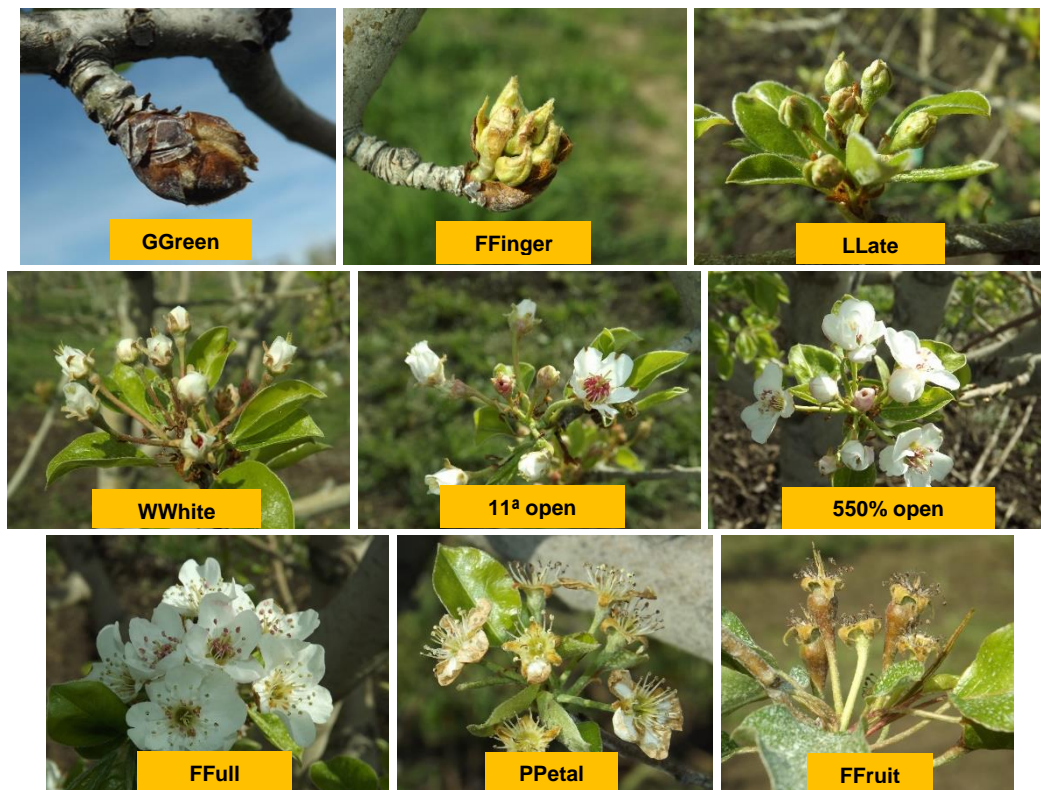 GGreen
FFinger
LLate
WWhite
11ª open
550% open
FFull
PPetal
FFruit